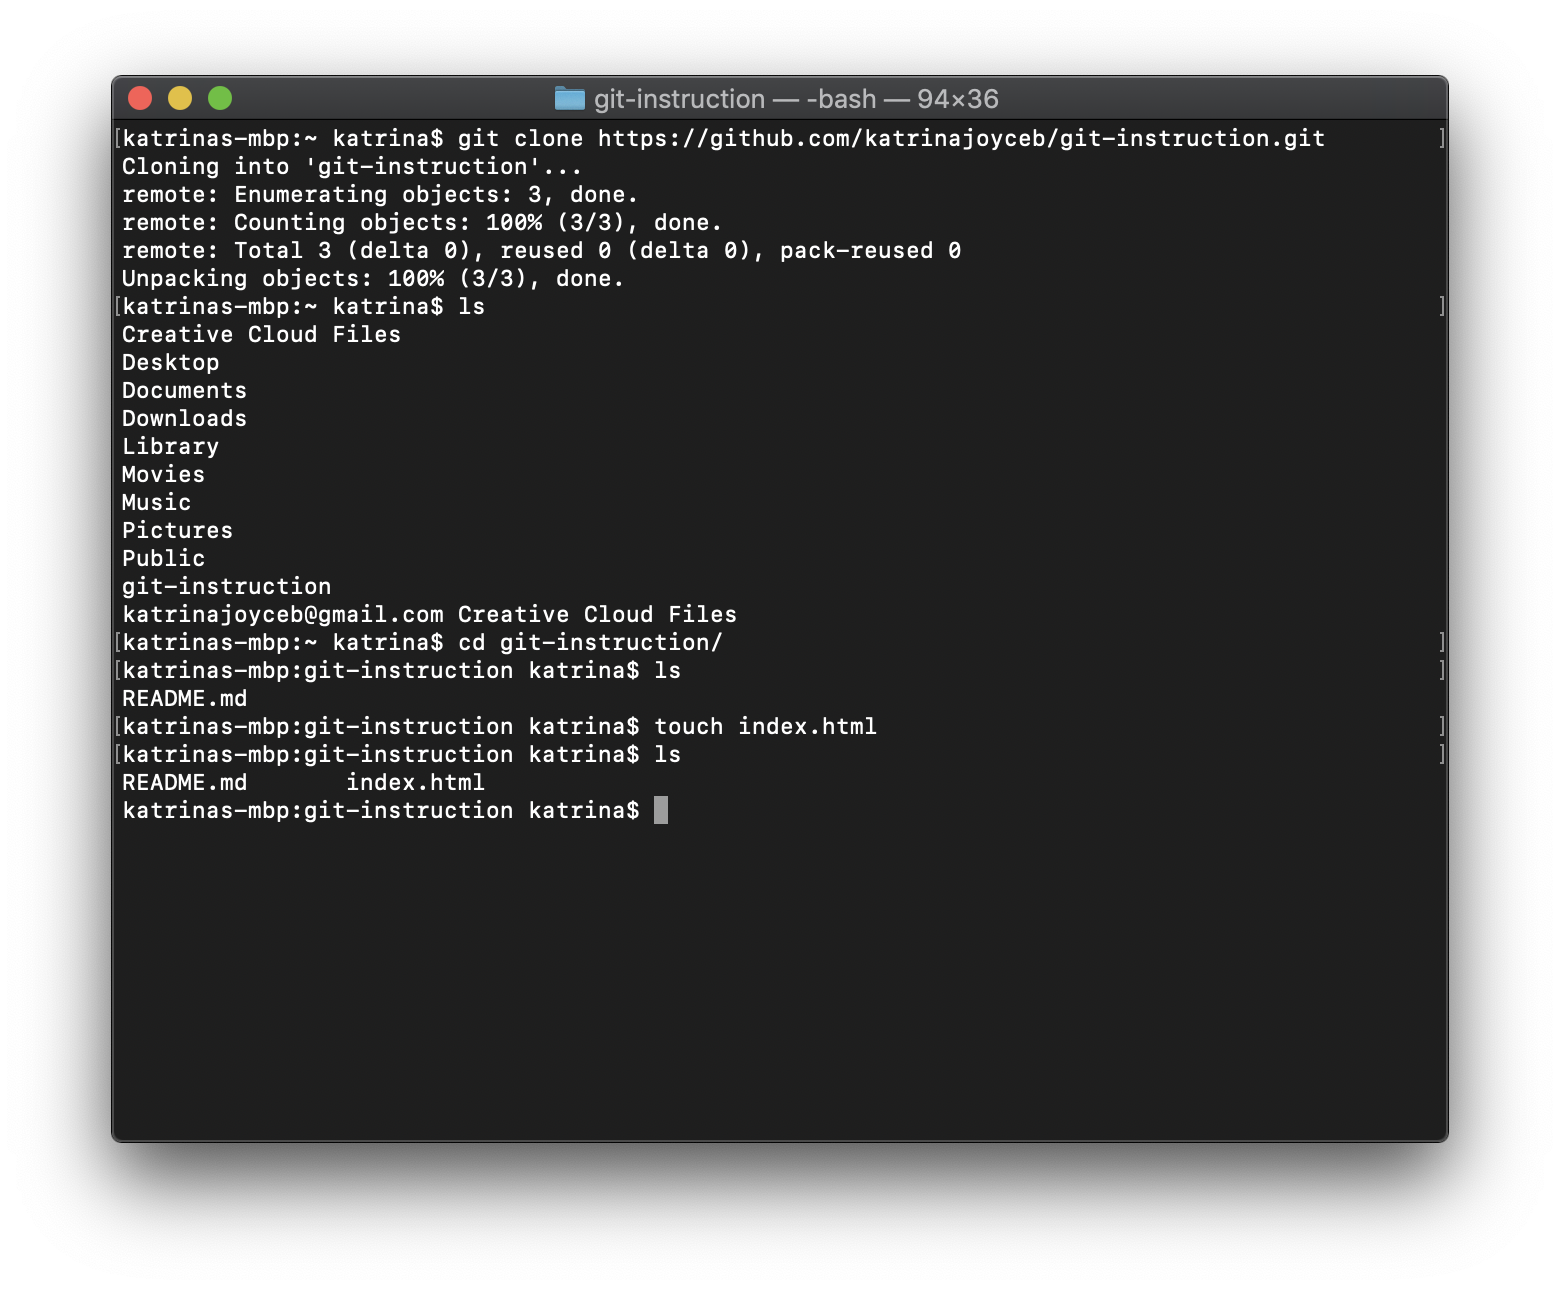 git-instruction — -bash — 94×36
[katrinas-mbp:~ katrina$ git clone https://github.com/katrinajoyceb/git-instruction.git ]
Cloning into 'git-instruction'...
remote: Enumerating objects: 3, done.
remote: Counting objects: 100% (3/3), done.
remote: Total 3 (delta 0), reused 0 (delta 0), pack-reused 0
Unpacking objects: 100% (3/3), done.
[katrinas-mbp:~ katrina$ ls ]
Creative Cloud Files
Desktop
Documents
Downloads
Library
Movies
Music
Pictures
Public
git-instruction
katrinajoyceb@gmail.com Creative Cloud Files
[katrinas-mbp:~ katrina$ cd git-instruction/ ]
[katrinas-mbp:git-instruction katrina$ ls ]
README.md
[katrinas-mbp:git-instruction katrina$ touch index.html ]
[katrinas-mbp:git-instruction katrina$ ls ]
README.md index.html
katrinas-mbp:git-instruction katrina$